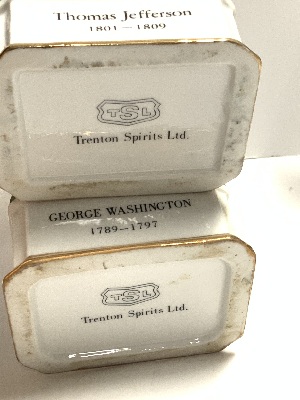 Thomas Jefferson
1801-1809
TSL
Trenton Spirits Ltd.
GEORGE WASHINGTON
1789--1797
TSL
Trenton Spirits Ltd.